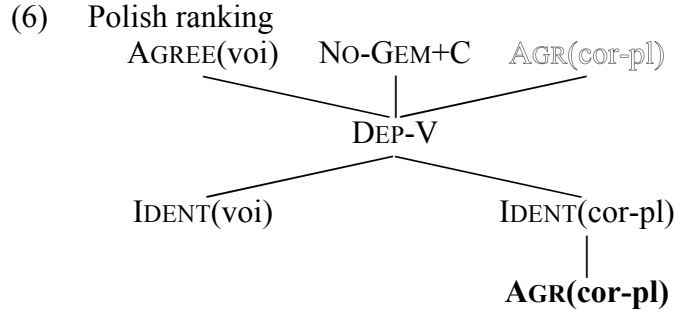 (6) Polish ranking
AGREE(voi) NO-GEM+C AGR(cor-pl)
DEP-V
IDENT(voi) IDENT(cor-pl)
AGR(cor-pl)